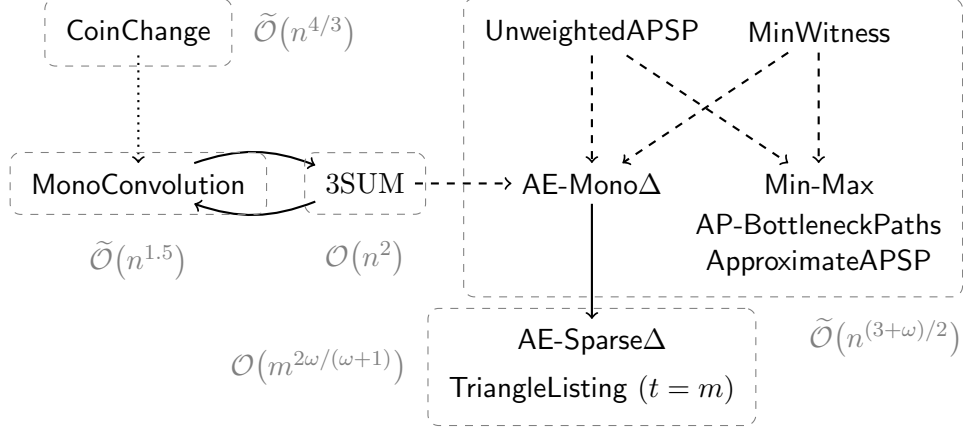 CoinChange
Õ(n^{4/3})
UnweightedAPSP
MinWitness
MonoConvolution
3SUM
AE-MonoΔ
Min-Max
AP-BottleneckPaths
ApproximateAPSP
Õ(n^{1.5})
O(n^2)
Õ(n^{(3+ω)/2})
O(m^{2ω/(ω+1)})
AE-SparseΔ
TriangleListing (t = m)